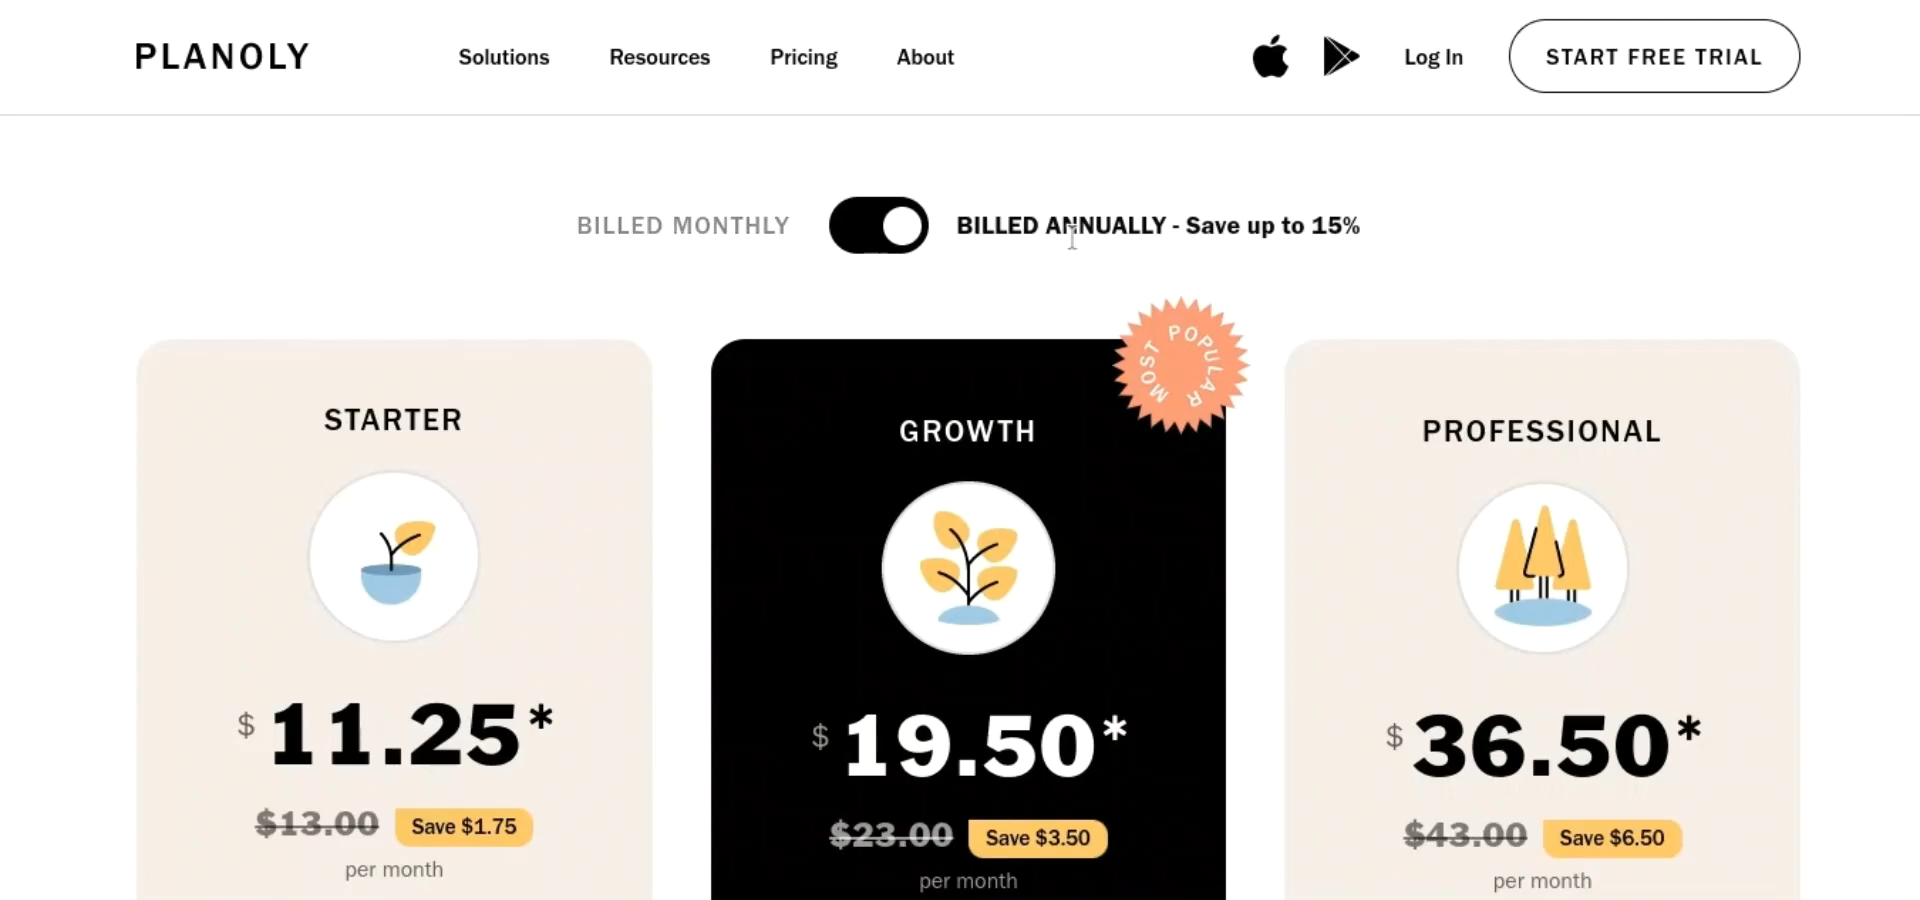 PLANOLY
Solutions
Resources
Pricing
About
Log In
START FREE TRIAL
BILLED MONTHLY
BILLED ANNUALLY - Save up to 15%
STARTER
$ 11.25*
$13.00
Save $1.75
per month
MOST POPULAR
GROWTH
$ 19.50*
$23.00
Save $3.50
per month
PROFESSIONAL
$ 36.50*
$43.00
Save $6.50
per month